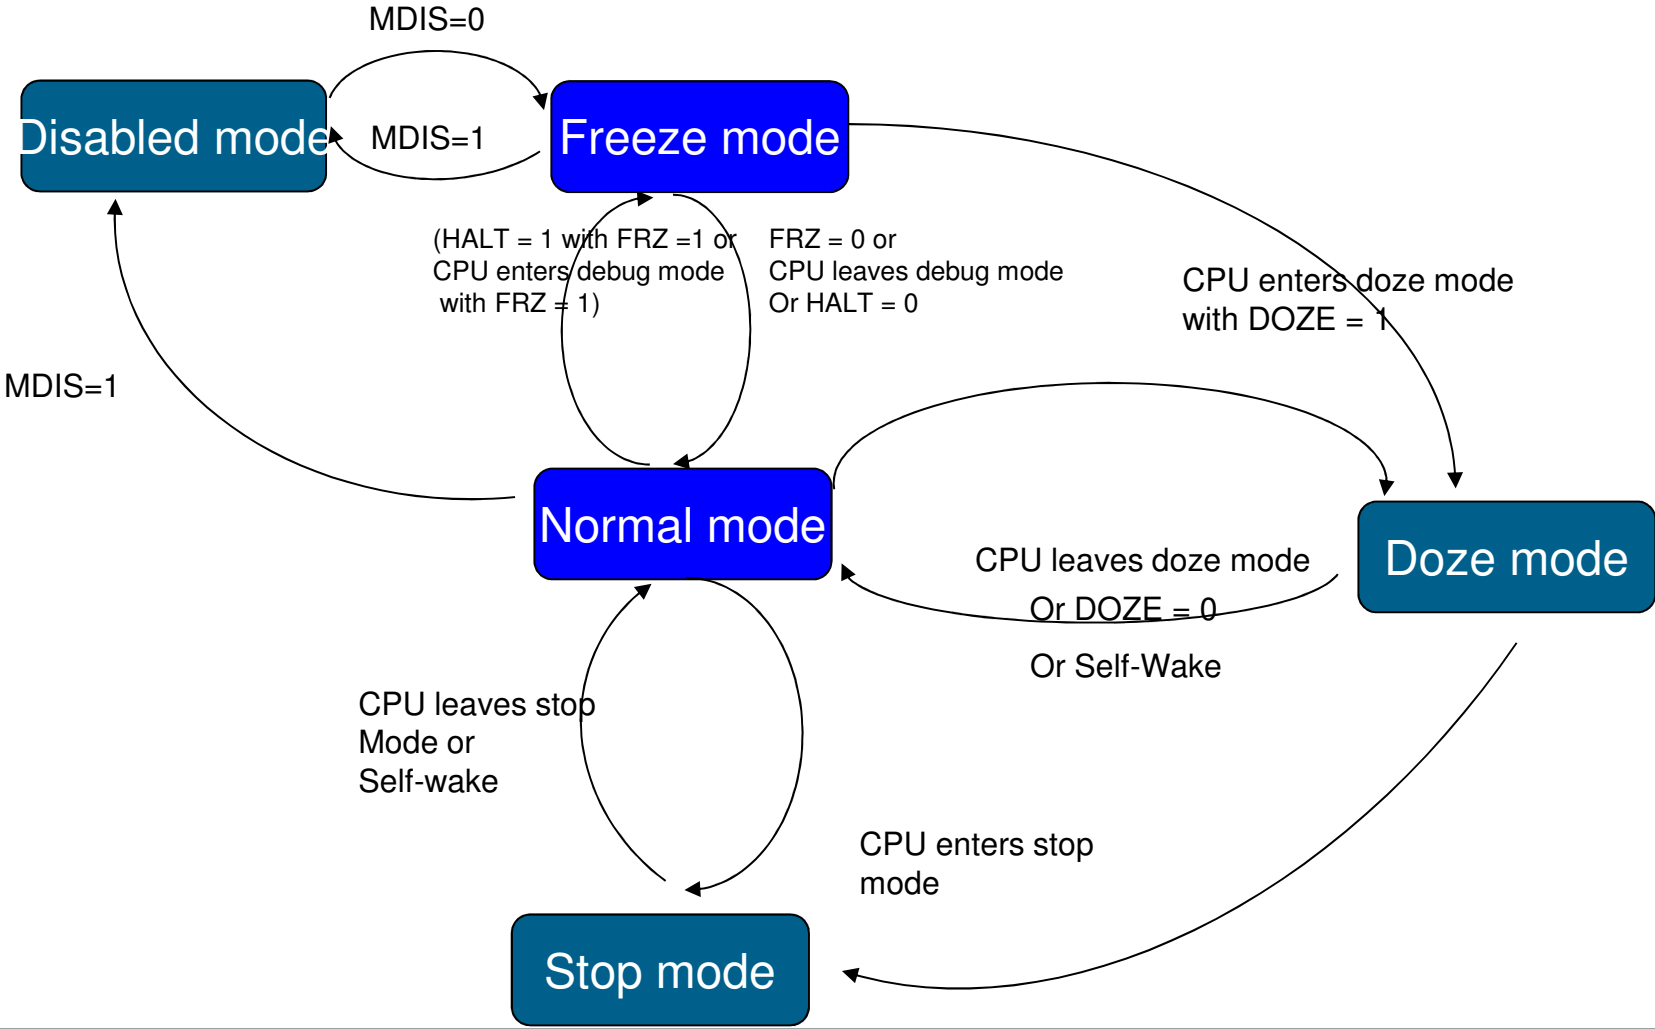 MDIS=0
Disabled mode
MDIS=1
Freeze mode
(HALT = 1 with FRZ =1 or
CPU enters debug mode
with FRZ = 1)
FRZ = 0 or
CPU leaves debug mode
Or HALT = 0
CPU enters doze mode
with DOZE = 1
MDIS=1
Normal mode
CPU leaves doze mode
Or DOZE = 0
Or Self-Wake
Doze mode
CPU leaves stop
Mode or
Self-wake
CPU enters stop
mode
Stop mode